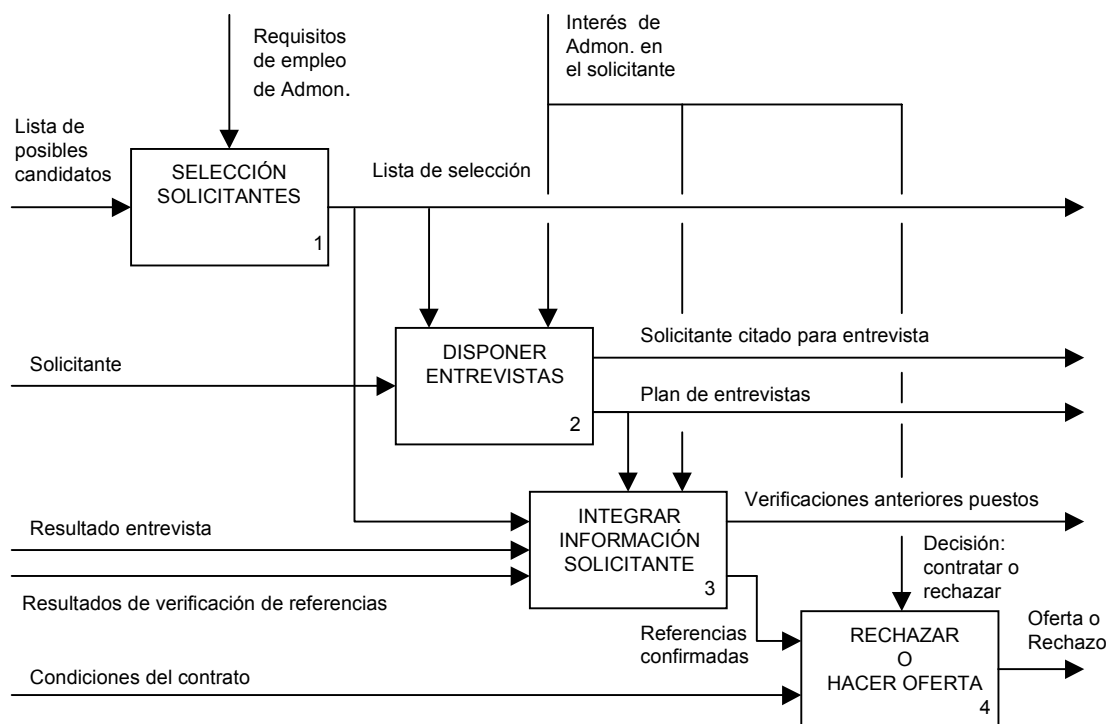 Requisitos
de empleo
de Admon.
Interés de
Admon. en
el solicitante
Lista de
posibles
candidatos
SELECCIÓN
SOLICITANTES
1
Lista de selección
Solicitante
DISPONER
ENTREVISTAS
2
Solicitante citado para entrevista
Plan de entrevistas
Resultado entrevista
Resultados de verificación de referencias
INTEGRAR
INFORMACIÓN
SOLICITANTE
3
Verificaciones anteriores puestos
Decisión:
contratar o
rechazar
Referencias
confirmadas
Condiciones del contrato
RECHAZAR
O
HACER OFERTA
4
Oferta o
Rechazo